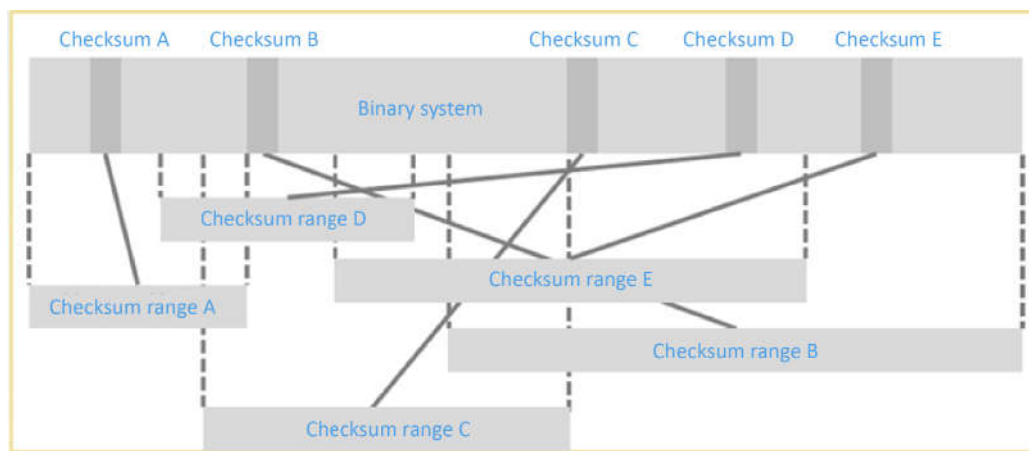 Checksum A
Checksum B
Checksum C
Checksum D
Checksum E
Binary system
Checksum range D
Checksum range E
Checksum range A
Checksum range B
Checksum range C